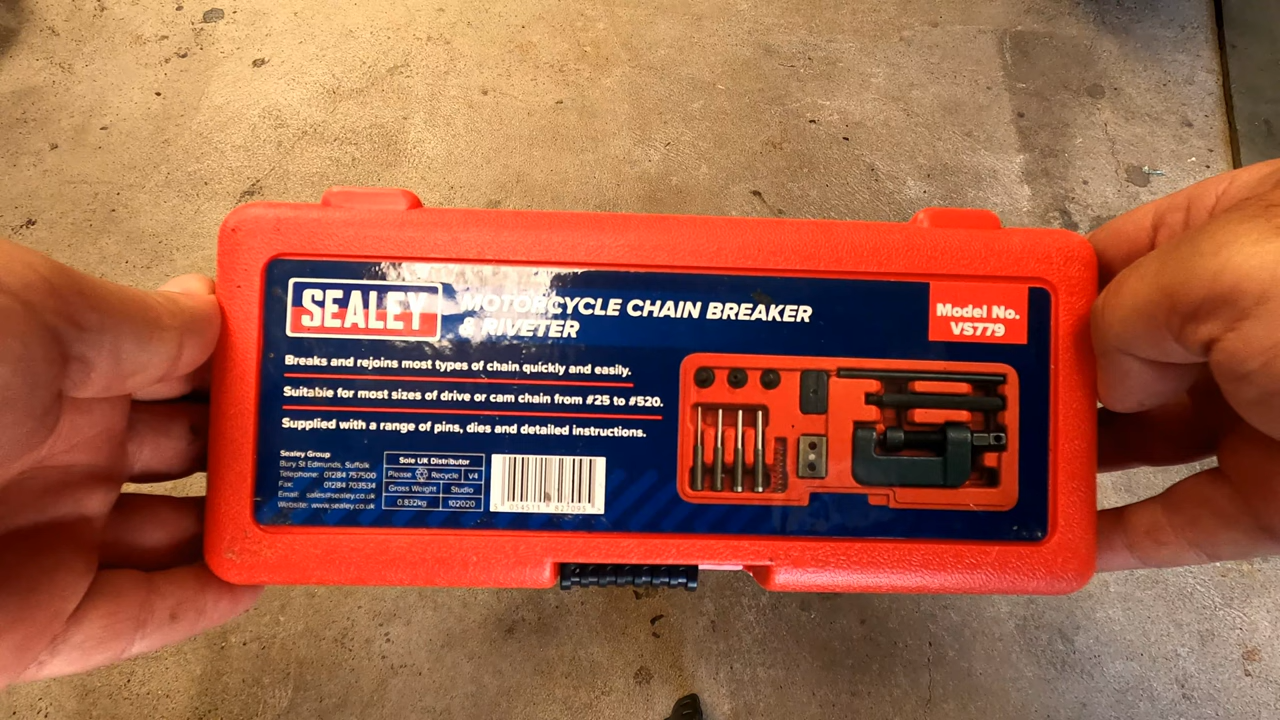 SEALEY
MOTORCYCLE CHAIN BREAKER
& RIVETER
Model No.
VS779
Breaks and rejoins most types of chain quickly and easily.
Suitable for most sizes of drive or cam chain from #25 to #520.
Supplied with a range of pins, dies and detailed instructions.
Sealey Group
Bury St Edmunds, Suffolk
Telephone: 01284 757500
Fax: 01284 703534
Email: sales@sealey.co.uk
Website: www.sealey.co.uk
Sole UK Distributor
Please Recycle V4
Gross Weight Studio
0.832kg 102020
5 054511 827095 >